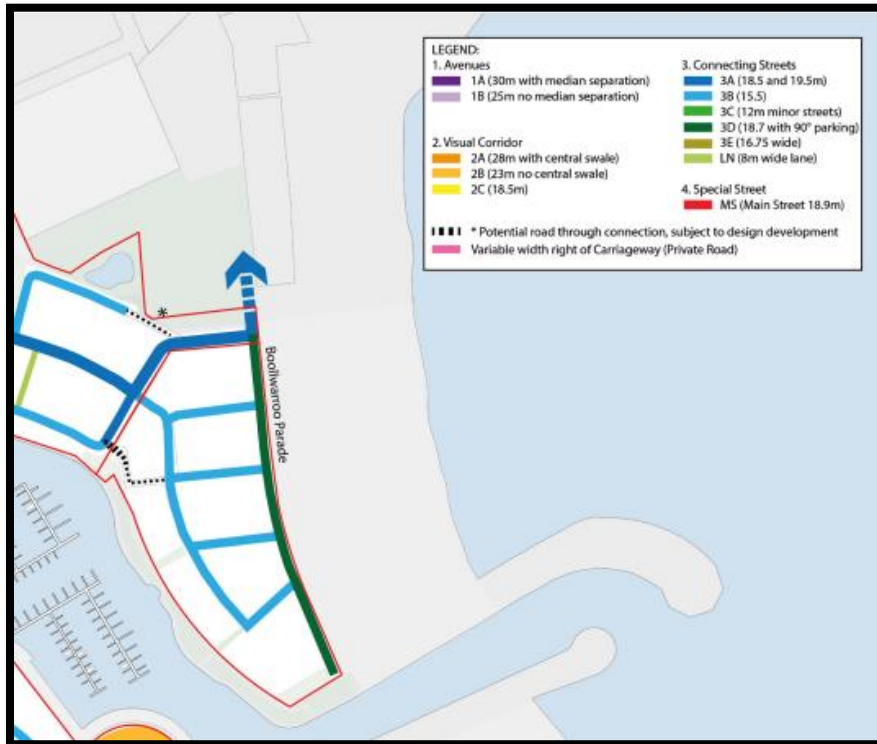 LEGEND:
1. Avenues
1A (30m with median separation)
1B (25m no median separation)
2. Visual Corridor
2A (28m with central swale)
2B (23m no central swale)
2C (18.5m)
3. Connecting Streets
3A (18.5 and 19.5m)
3B (15.5)
3C (12m minor streets)
3D (18.7 with 90° parking)
3E (16.75 wide)
LN (8m wide lane)
4. Special Street
MS (Main Street 18.9m)
* Potential road through connection, subject to design development
Variable width right of Carriageway (Private Road)
*
Boollwarroo Parade